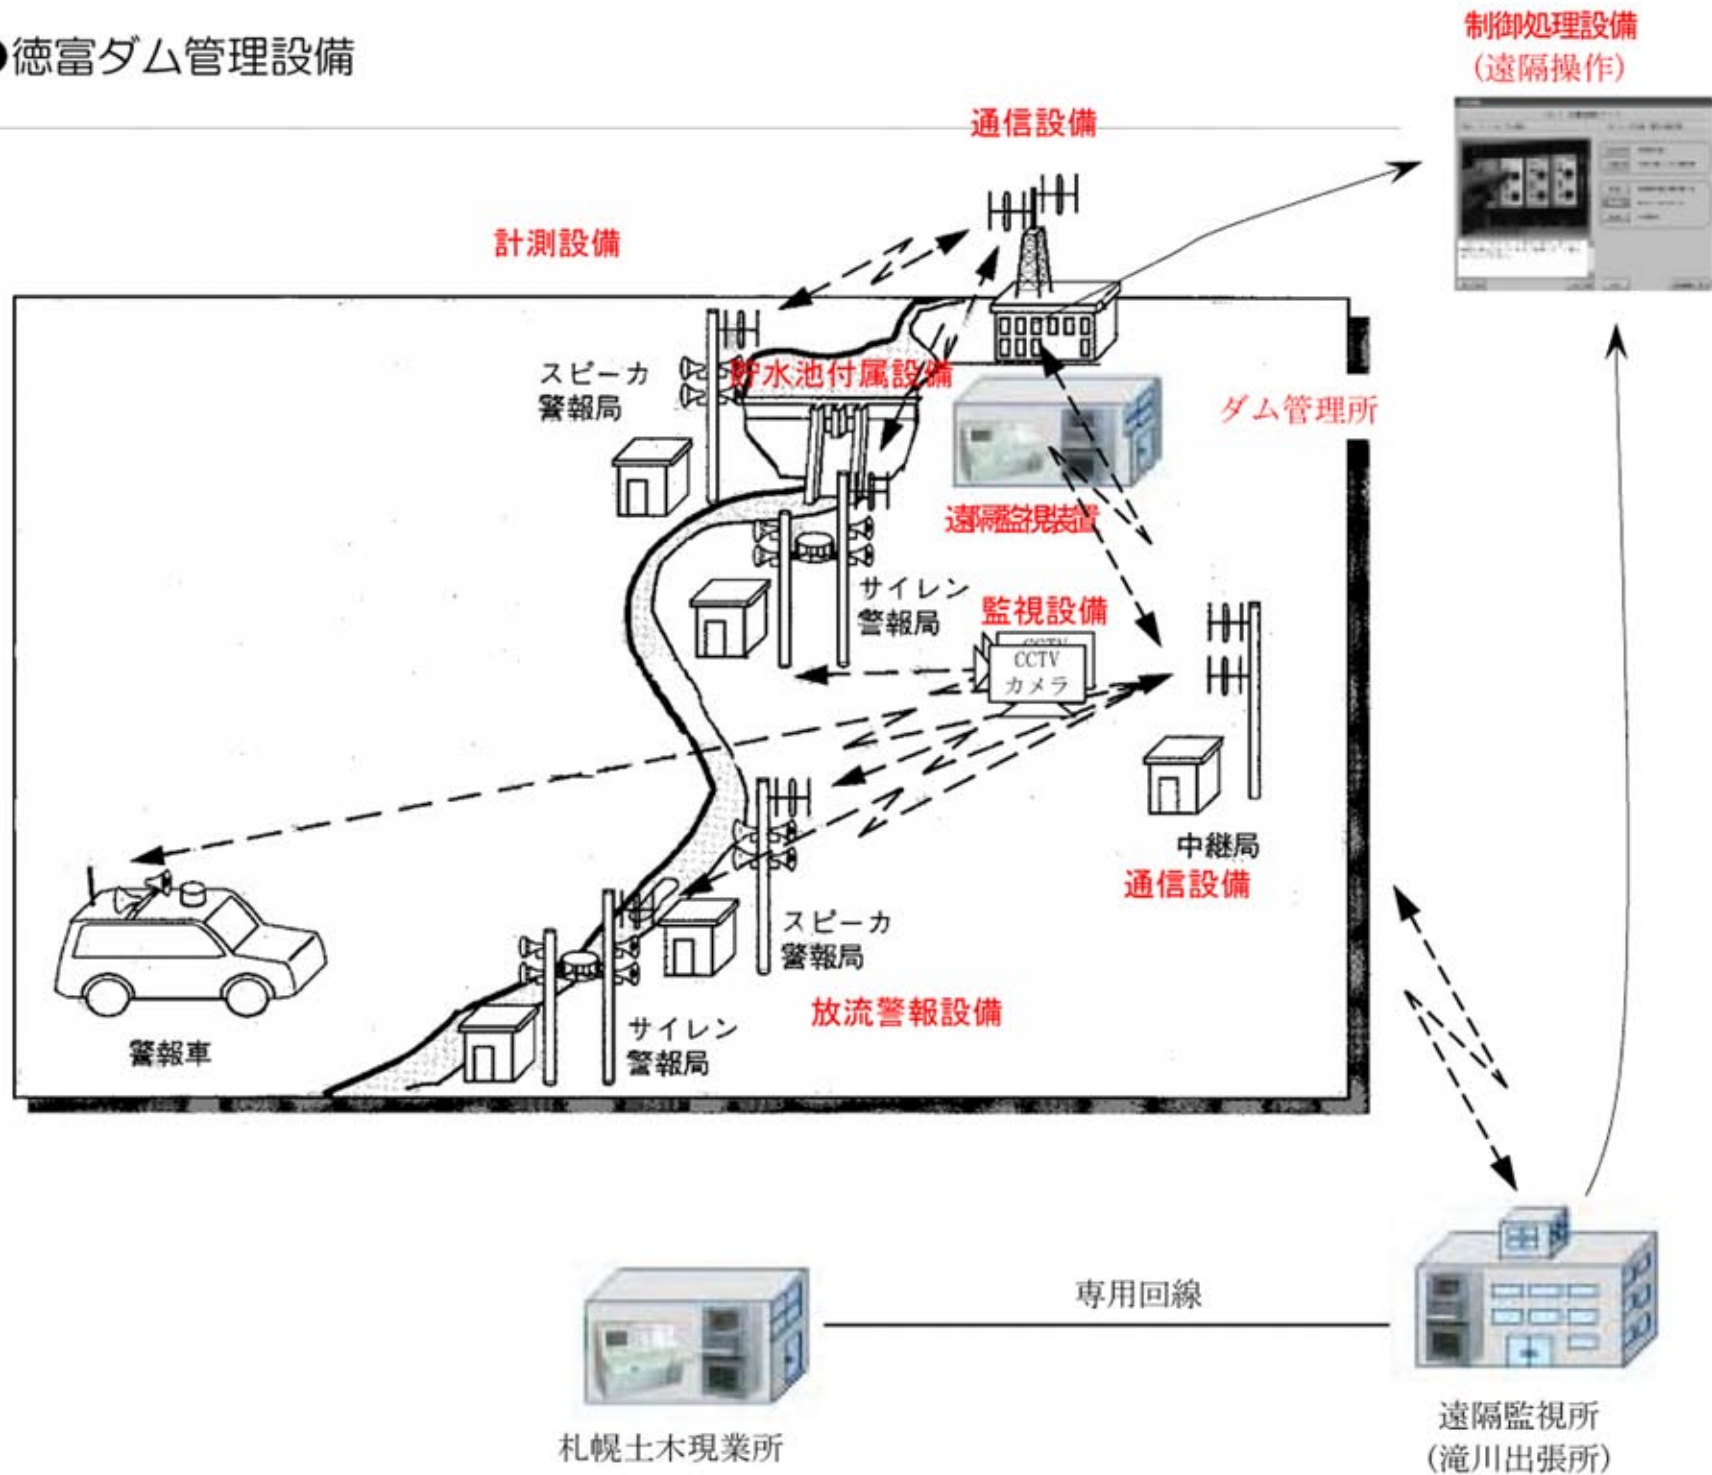 ●徳富ダム管理設備
制御処理設備
(遠隔操作)
通信設備
計測設備
スピーカ
警報局
貯水池付属設備
ダム管理所
遠隔監視装置
サイレン
警報局
監視設備
CCTV
CCTV
カメラ
中継局
通信設備
スピーカ
警報局
放流警報設備
サイレン
警報局
警報車
専用回線
札幌土木現業所
遠隔監視所
(滝川出張所)